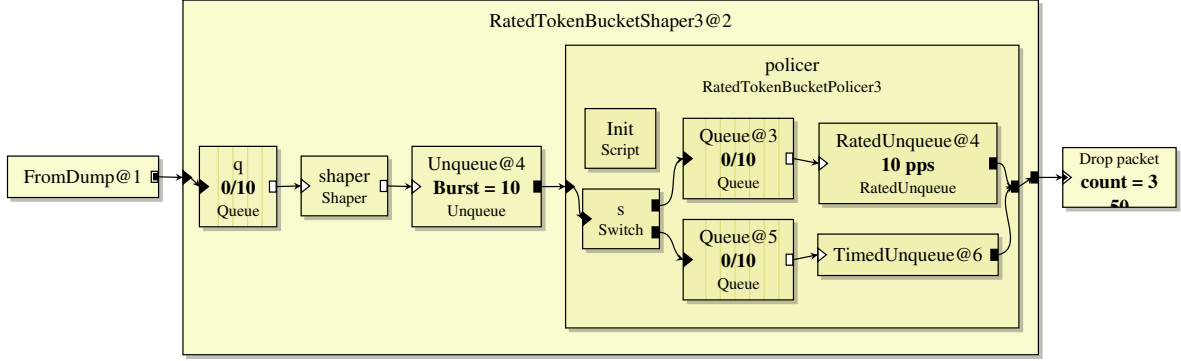 RatedTokenBucketShaper3@2
policer
RatedTokenBucketPolicer3
FromDump@1
q
0/10
Queue
shaper
Shaper
Unqueue@4
Burst = 10
Unqueue
Init
Script
s
Switch
Queue@3
0/10
Queue
RatedUnqueue@4
10 pps
RatedUnqueue
Queue@5
0/10
Queue
TimedUnqueue@6
Drop packet
count = 3
50